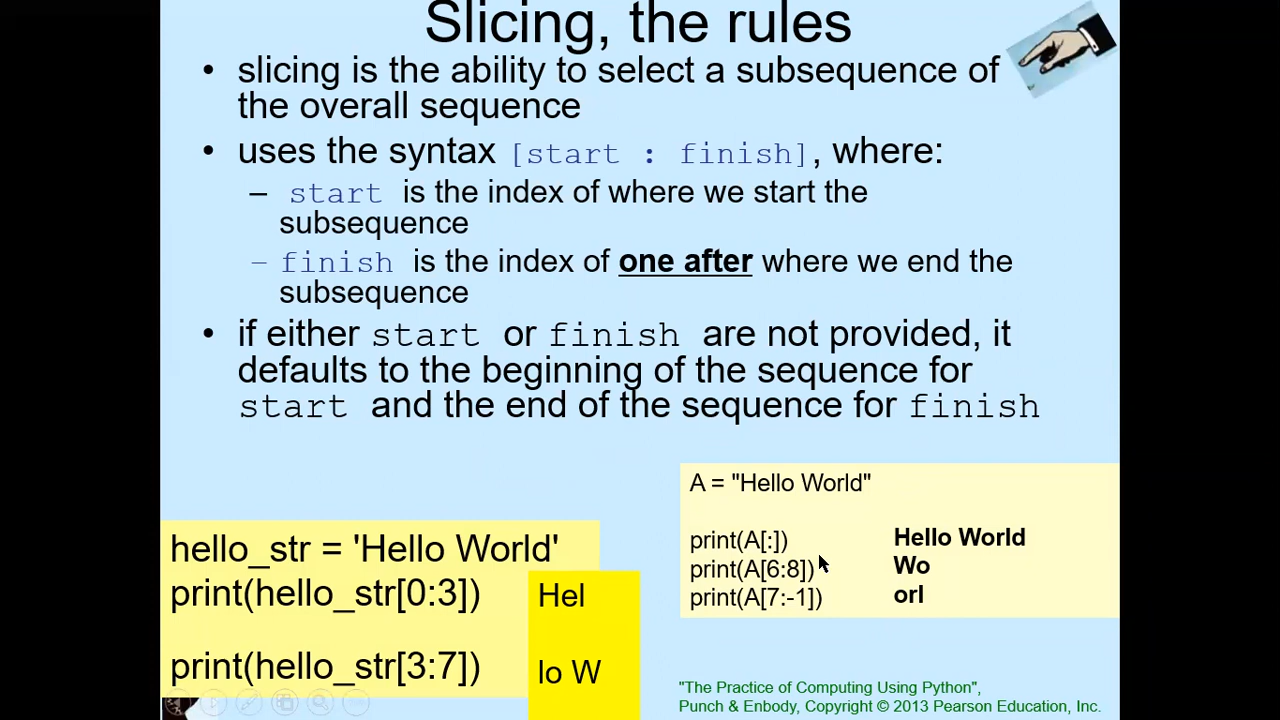 Slicing, the rules
• slicing is the ability to select a subsequence of
the overall sequence
• uses the syntax [start : finish], where:
– start is the index of where we start the
subsequence
– finish is the index of one after where we end the
subsequence
• if either start or finish are not provided, it
defaults to the beginning of the sequence for
start and the end of the sequence for finish
hello_str = 'Hello World'
print(hello_str[0:3]) Hel
print(hello_str[3:7]) lo W
A = "Hello World"
print(A[:]) Hello World
print(A[6:8]) Wo
print(A[7:-1]) orl
"The Practice of Computing Using Python",
Punch & Enbody, Copyright © 2013 Pearson Education, Inc.